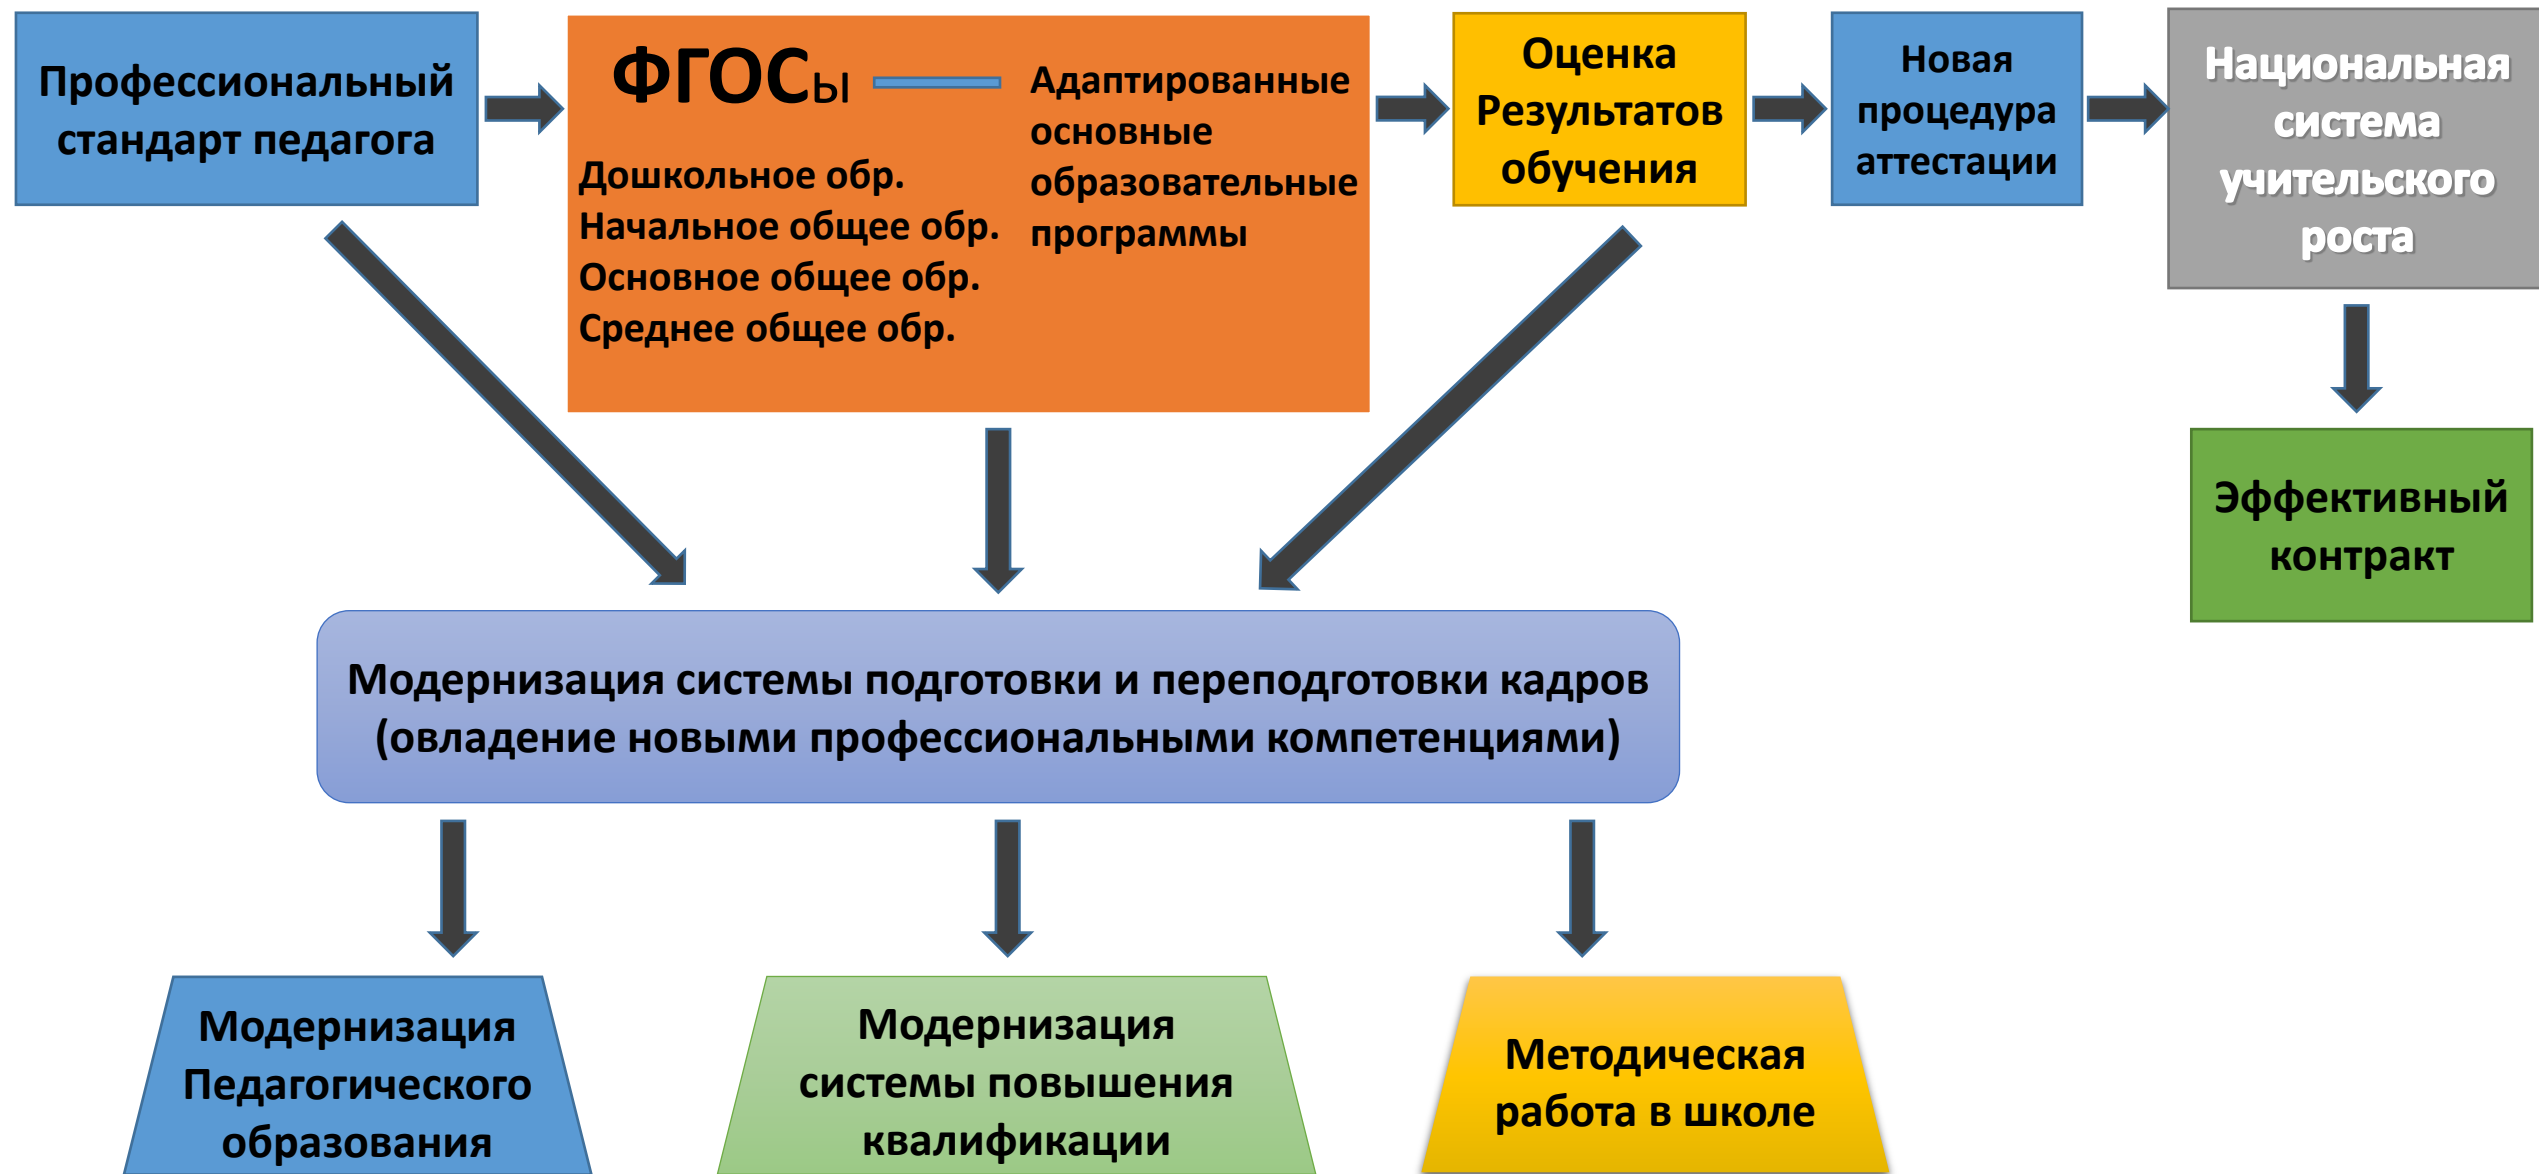 Профессиональный
стандарт педагога
ФГОСы
Дошкольное обр.
Начальное общее обр.
Основное общее обр.
Среднее общее обр.
Адаптированные
основные
образовательные
программы
Оценка
Результатов
обучения
Новая
процедура
аттестации
Национальная
система
учительского
роста
Эффективный
контракт
Модернизация системы подготовки и переподготовки кадров
(овладение новыми профессиональными компетенциями)
Модернизация
Педагогического
образования
Модернизация
системы повышения
квалификации
Методическая
работа в школе